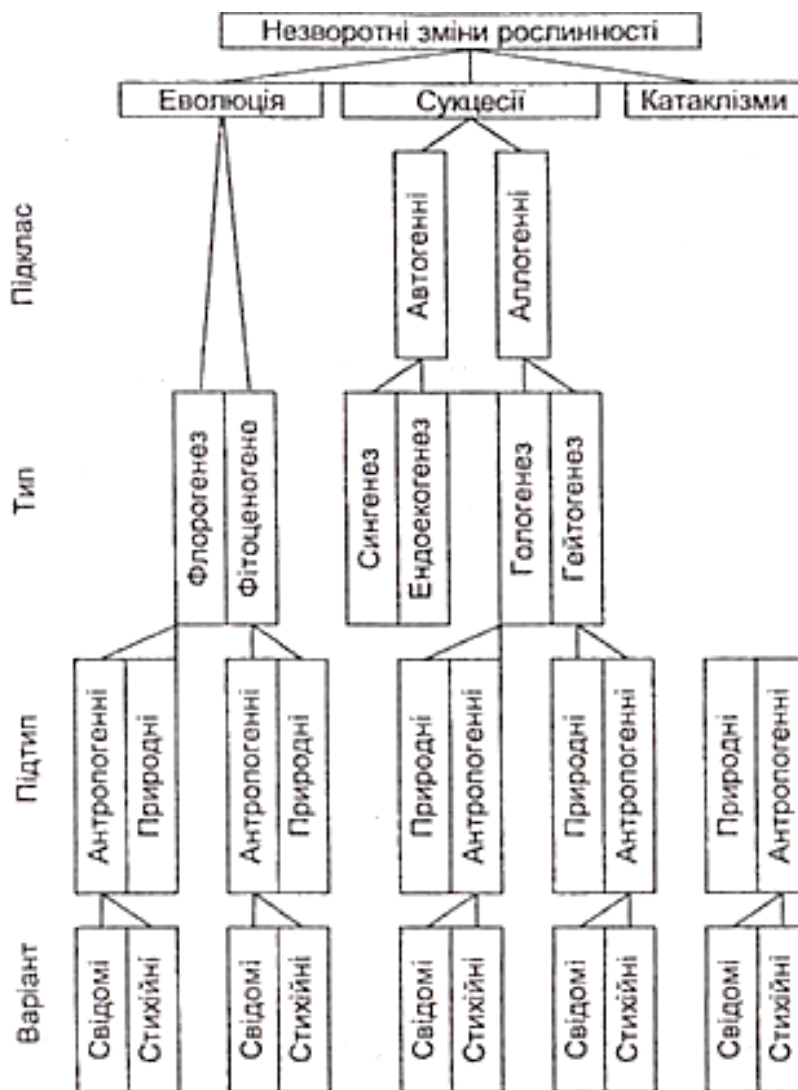 Незворотні зміни рослинності
Еволюція
Сукцесії
Катаклізми
Підклас
Автогенні
Аллогенні
Тип
Флорогенез
Фітоценогене
Сингенез
Ендоекогенез
Гологенез
Гейтогенез
Підтип
Антропогенні
Природні
Антропогенні
Природні
Природні
Антропогенні
Природні
Антропогенні
Природні
Антропогенні
Варіант
Свідомі
Стихійні
Свідомі
Стихійні
Свідомі
Стихійні
Свідомі
Стихійні
Свідомі
Стихійні